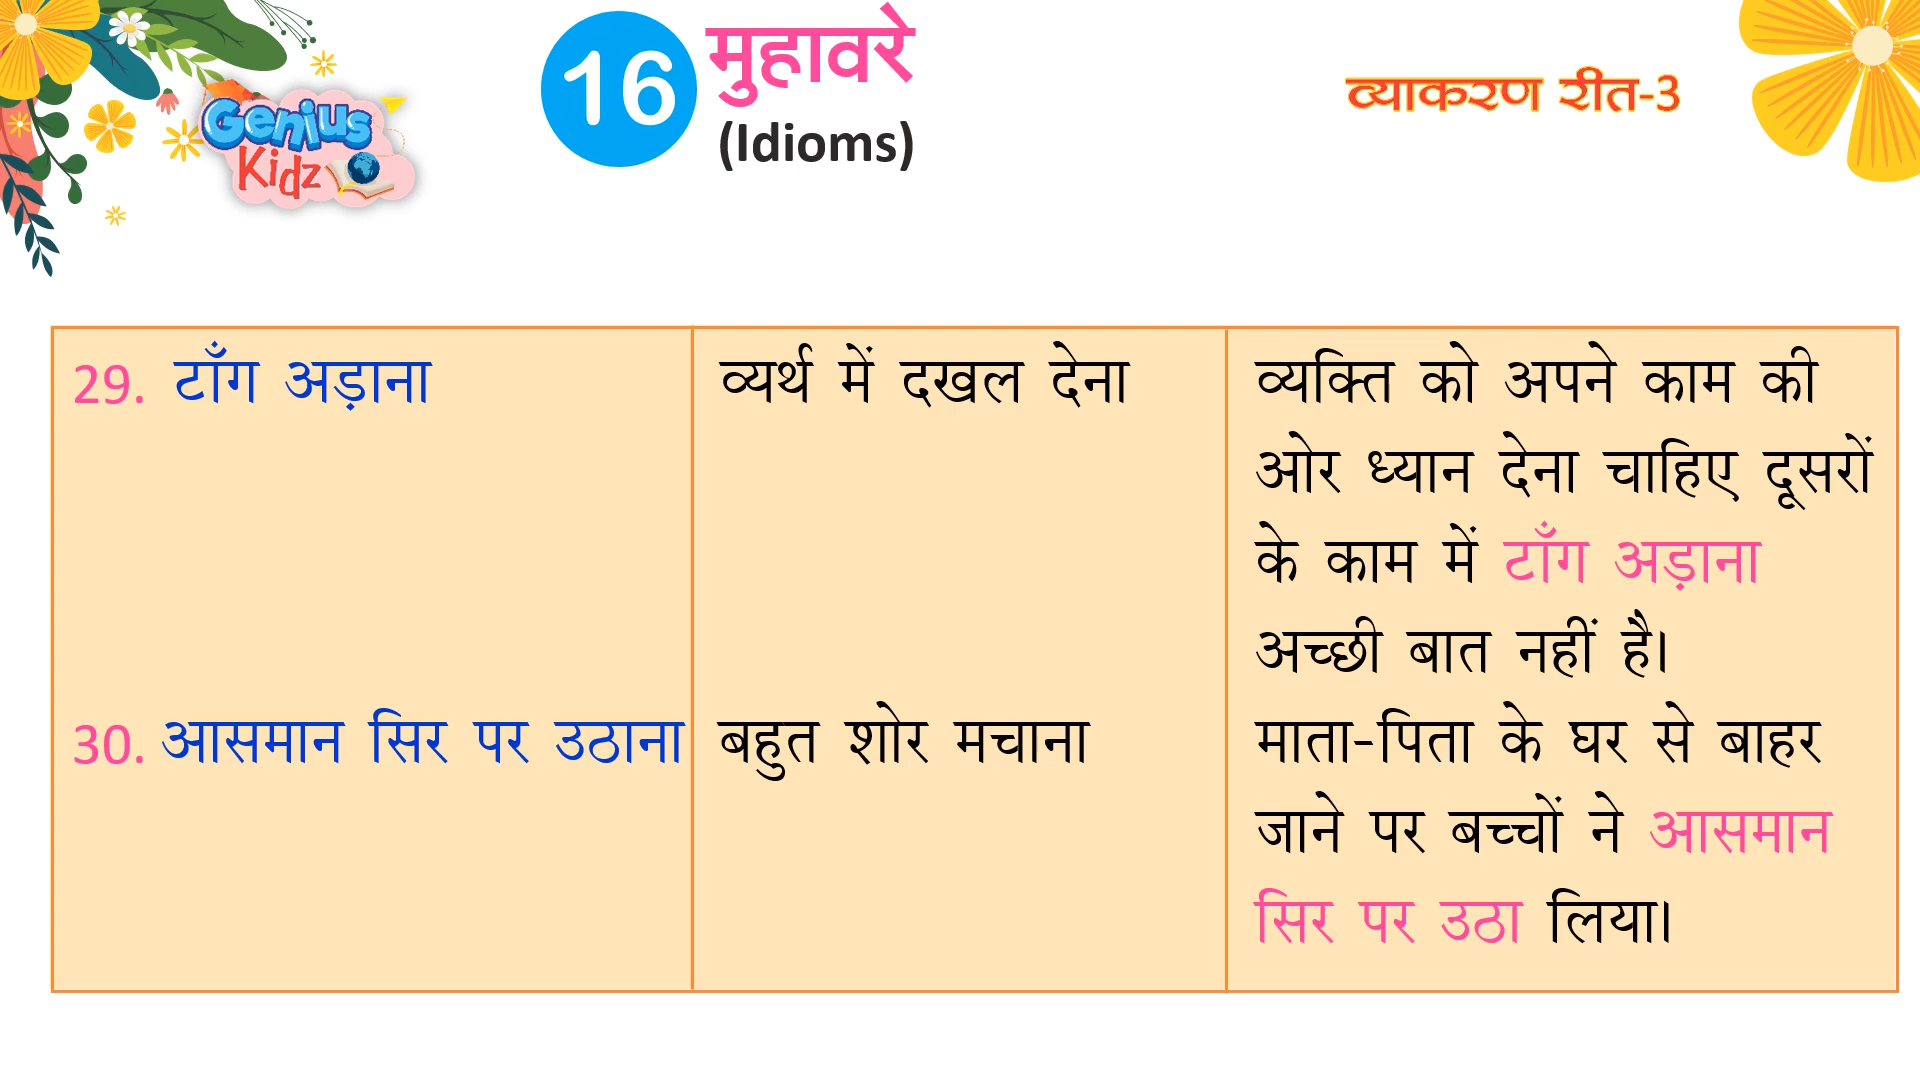 Genius
Kidz
16
मुहावरे
(Idioms)
व्याकरण रीत-3
29. टाँग अड़ाना
व्यर्थ में दखल देना
व्यक्ति को अपने काम की
ओर ध्यान देना चाहिए दूसरों
के काम में टाँग अड़ाना
अच्छी बात नहीं है।
30. आसमान सिर पर उठाना
बहुत शोर मचाना
माता-पिता के घर से बाहर
जाने पर बच्चों ने आसमान
सिर पर उठा लिया।